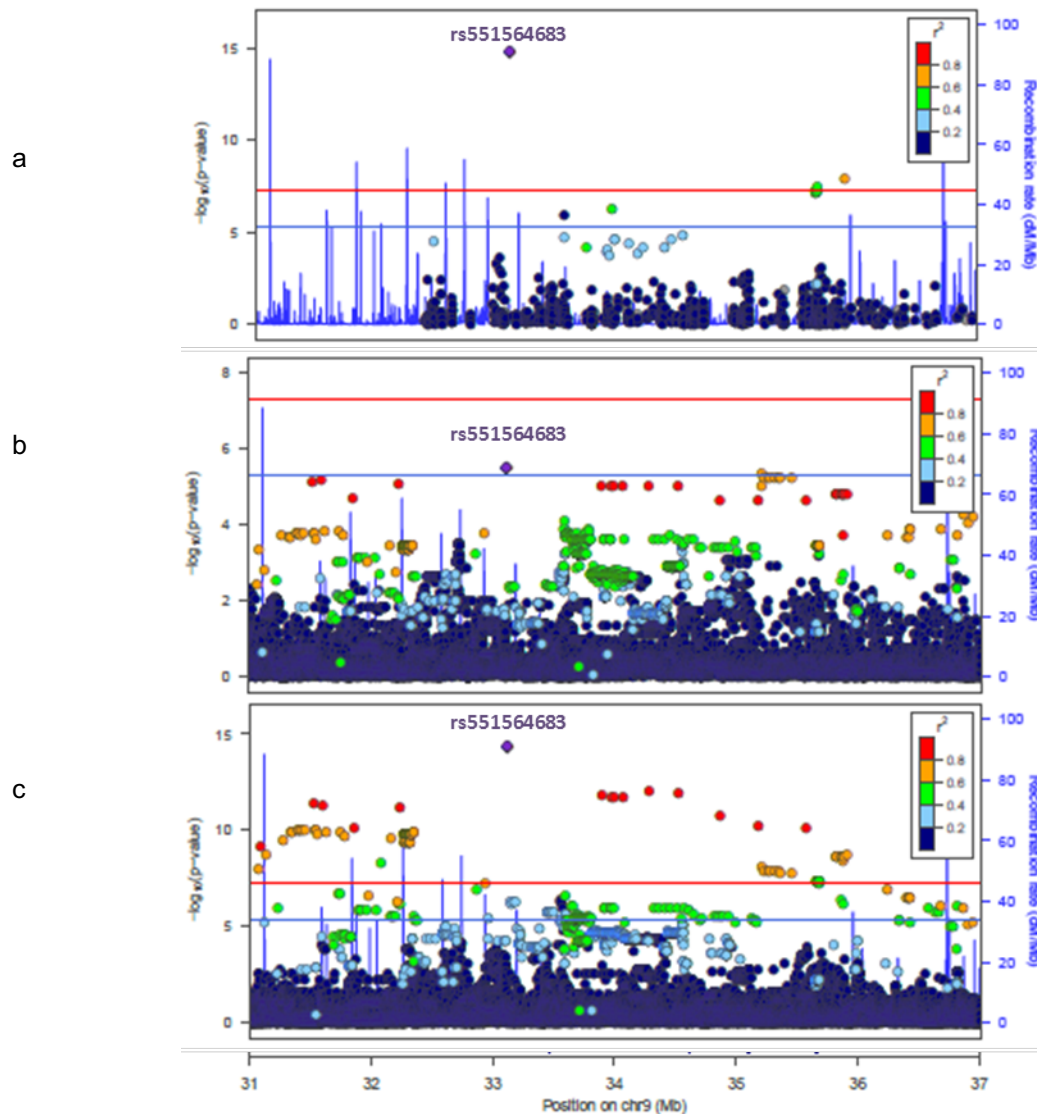 a
rs551564683
15
10
5
0
-log10(p-value)
100
80
60
40
20
0
Recombination rate (cM/Mb)
r2
0.8
0.6
0.4
0.2
b
rs551564683
8
6
4
2
0
-log10(p-value)
100
80
60
40
20
0
Recombination rate (cM/Mb)
r2
0.8
0.6
0.4
0.2
c
rs551564683
15
10
5
0
-log10(p-value)
100
80
60
40
20
0
Recombination rate (cM/Mb)
r2
0.8
0.6
0.4
0.2
31 32 33 34 35 36 37
Position on chr9 (Mb)